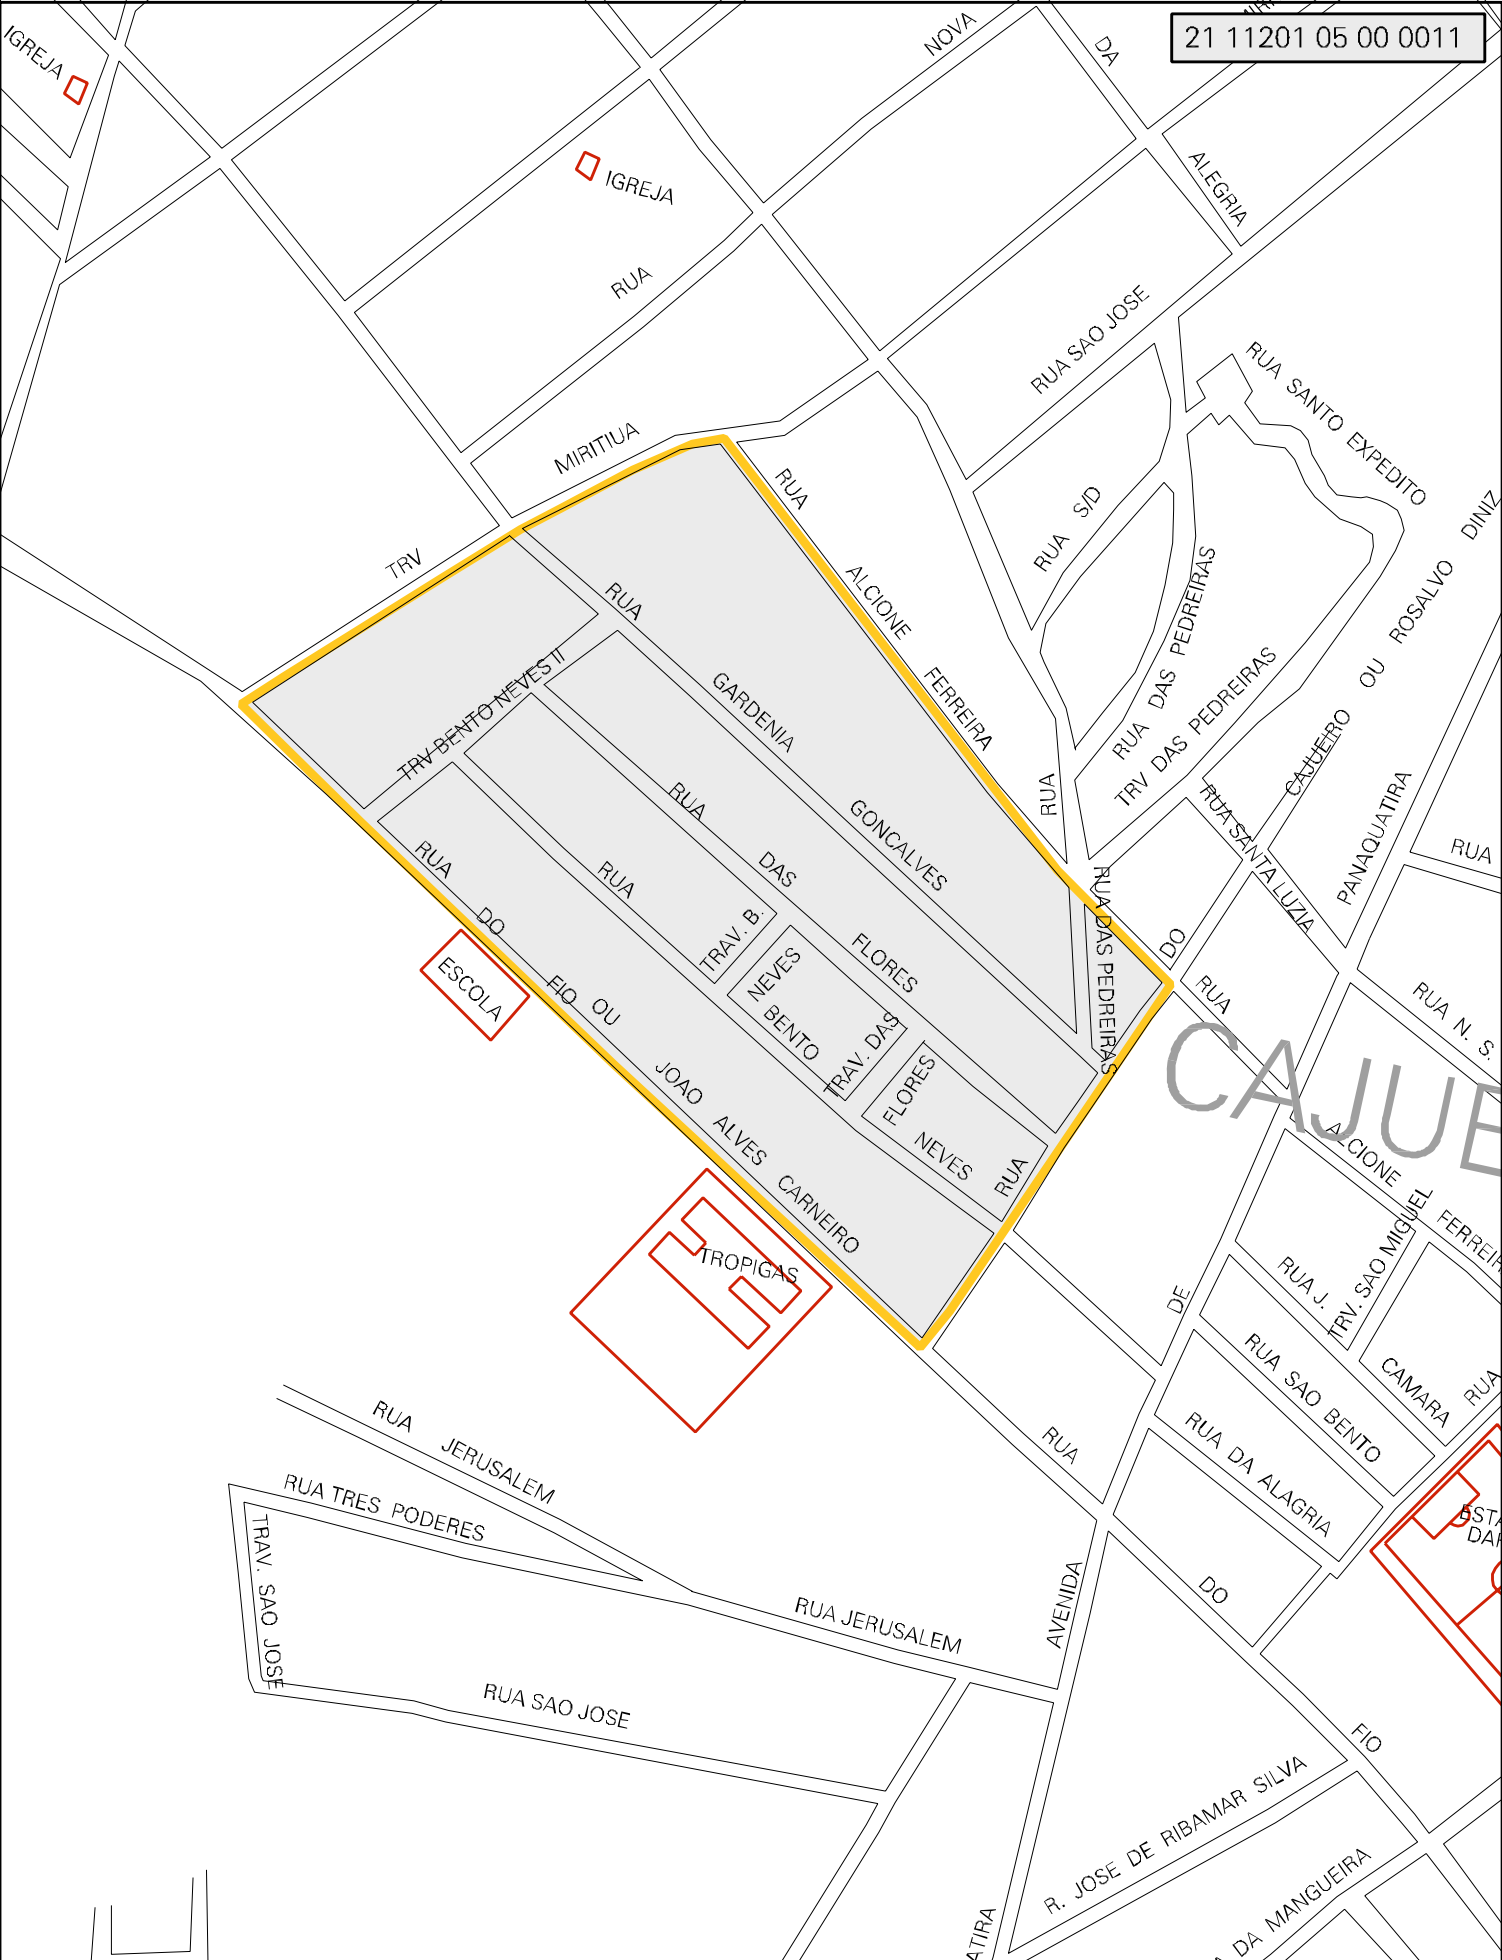 21 11201 05 00 0011
IGREJA
NOVA
DA
IGREJA
ALEGRIA
RUA
RUA SAO JOSE
RUA SANTO EXPEDITO
MIRITIUA
TRV
RUA ALCIONE FERREIRA
RUA S/D
RUA DAS PEDREIRAS
TRV DAS PEDREIRAS
CAJUEIRO OU ROSALVO DINIZ
RUA
RUA GARDENIA GONCALVES
TRV BENTO NEVES II
RUA DAS FLORES
RUA SANTA LUZIA
PANAQUATIRA
RUA
RUA DAS PEDREIRAS
RUA
BENTO
NEVES
TRAV. B.
NEVES
TRAV. DAS
FLORES
RUA
DO
RUA
RUA N. S.
CAJUE
RUA DO FIO OU JOAO ALVES CARNEIRO
ESCOLA
TROPIGAS
ALCIONE
FERREIR
TRV. SAO MIGUEL
RUA J.
CAMARA
DE
RUA SAO BENTO
RUA
RUA DA ALAGRIA
RUA
DO
FIO
RUA JERUSALEM
RUA TRES PODERES
TRAV. SAO JOSE
RUA JERUSALEM
RUA SAO JOSE
AVENIDA
ESTA
DAR
R. JOSE DE RIBAMAR SILVA
DA MANGUEIRA
ATIRA